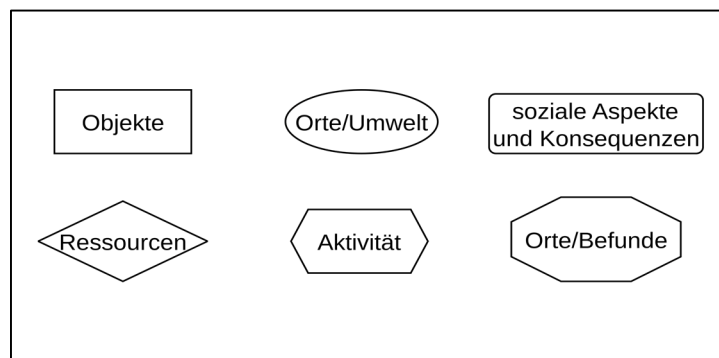 Objekte
Orte/Umwelt
soziale Aspekte
und Konsequenzen
Ressourcen
Aktivität
Orte/Befunde